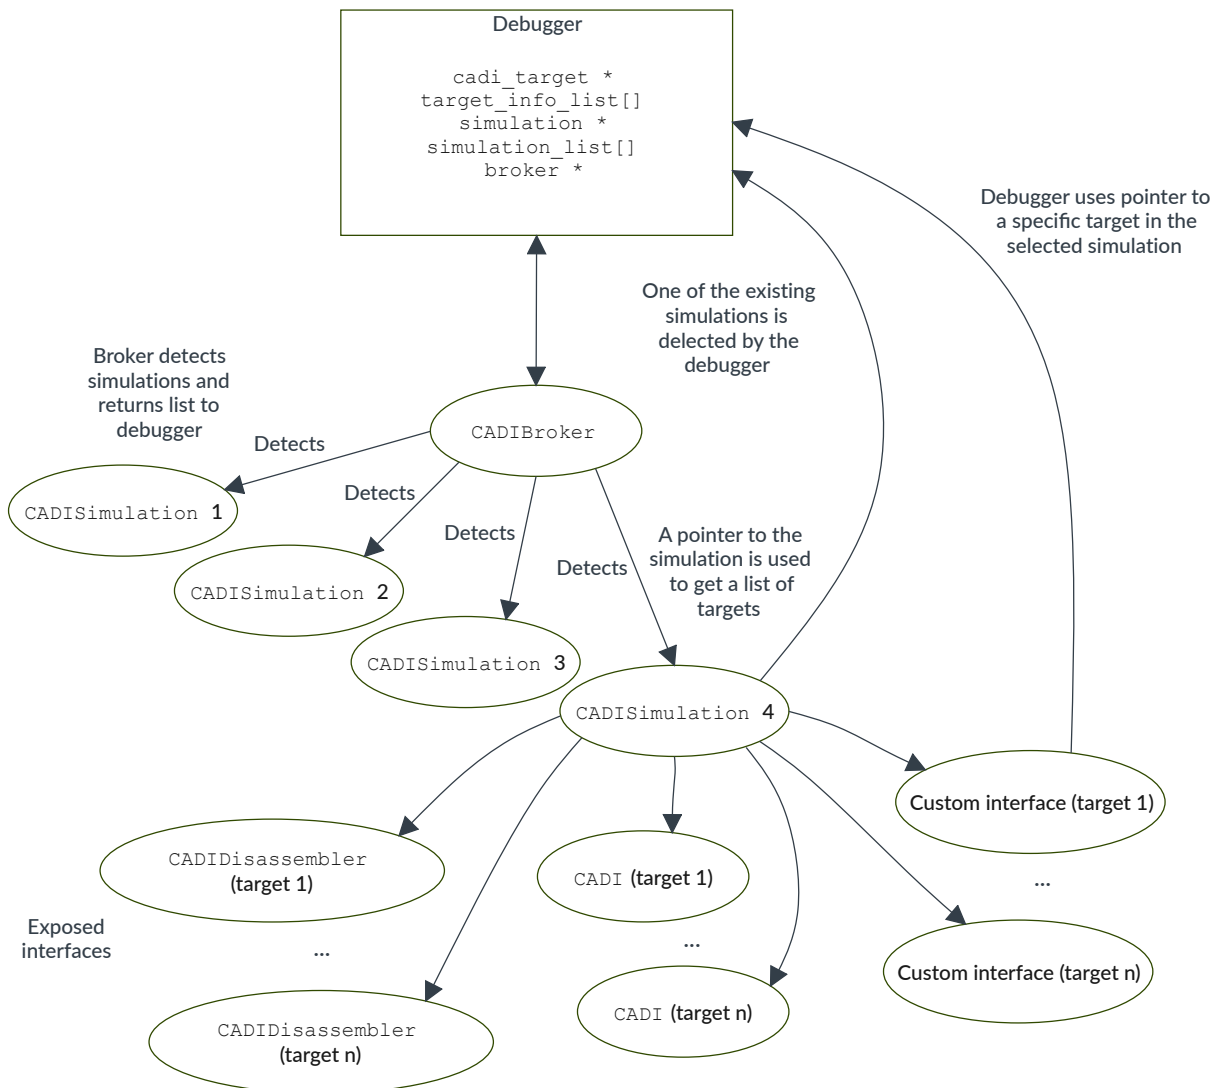 Debugger
cadi_target *
target_info_list[]
simulation *
simulation_list[]
broker *
Debugger uses pointer to
a specific target in the
selected simulation
One of the existing
simulations is
delected by the
debugger
Broker detects
simulations and
returns list to
debugger
CADIBroker
Detects
Detects
Detects
Detects
A pointer to the
simulation is used
to get a list of
targets
CADISimulation 1
CADISimulation 2
CADISimulation 3
CADISimulation 4
Custom interface (target 1)
...
Custom interface (target n)
CADIDisassembler
(target 1)
...
CADIDisassembler
(target n)
CADI (target 1)
...
CADI (target n)
Exposed
interfaces